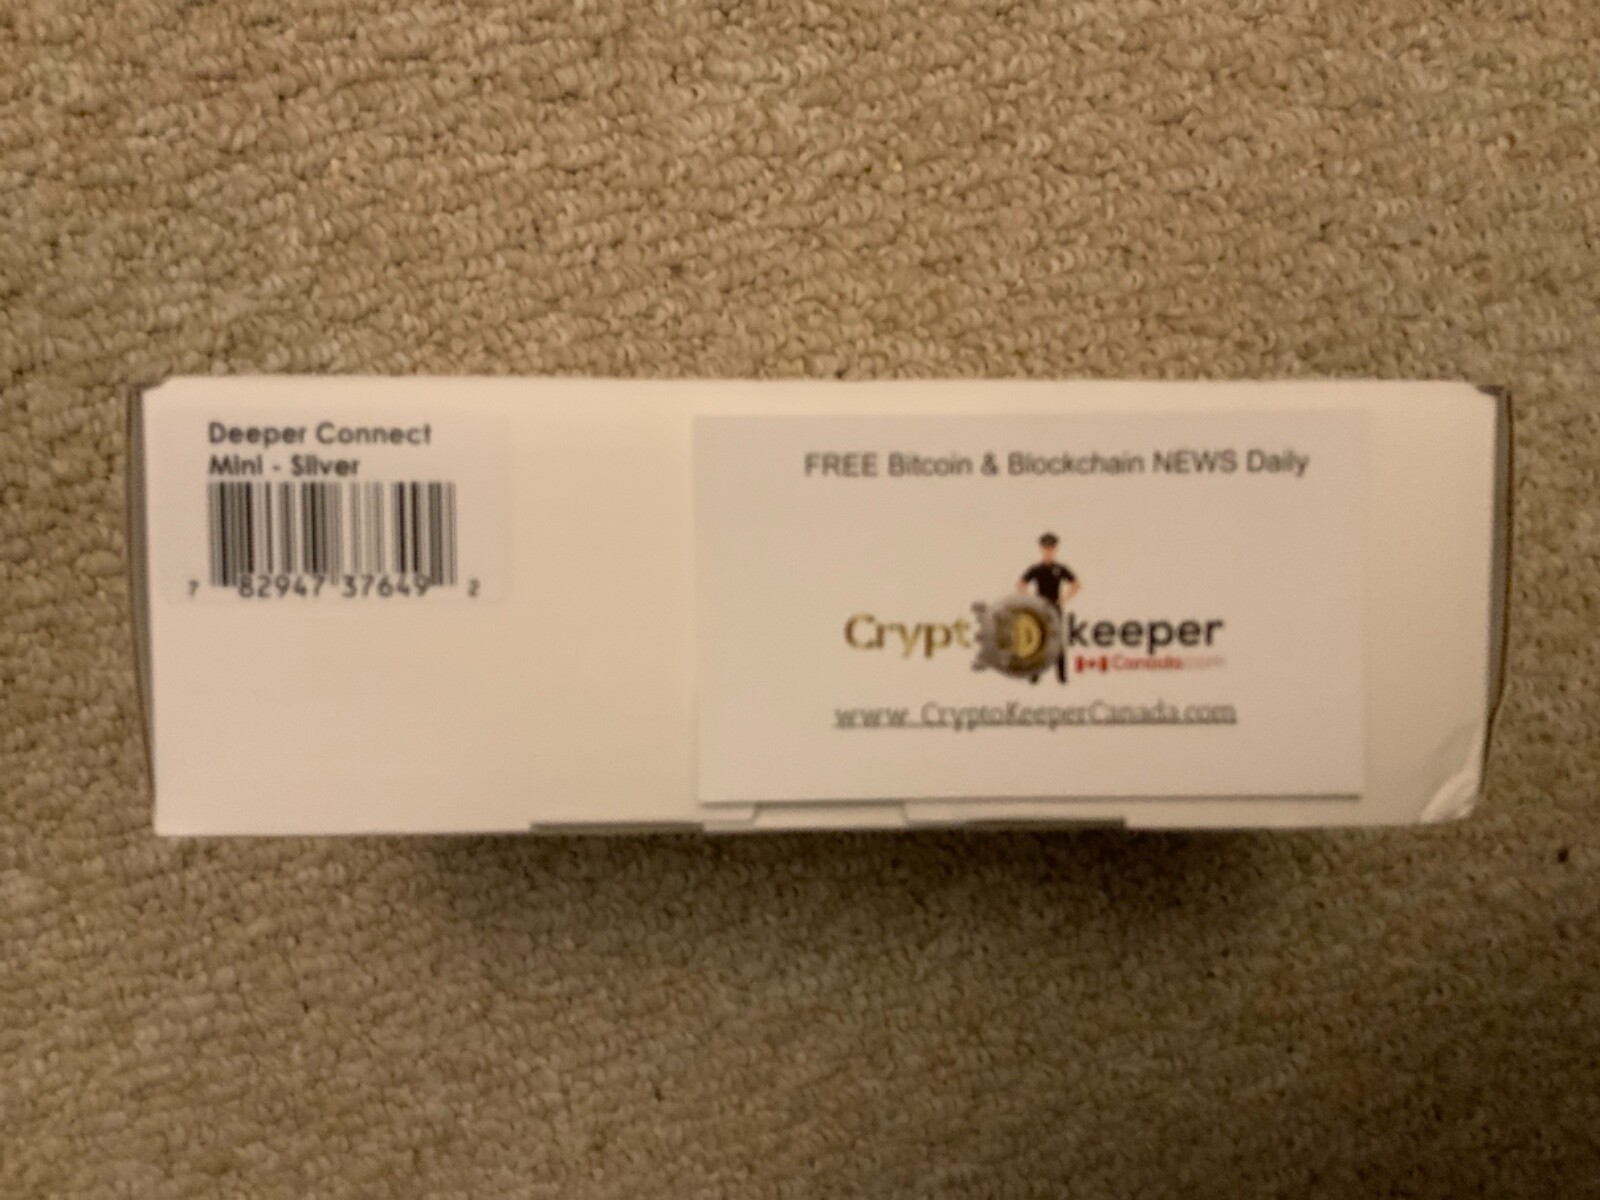 Deeper Connect
Mini - Silver
7 82947 37649 2
FREE Bitcoin & Blockchain NEWS Daily
Crypt keeper
Canada.com
www. CryptoKeeperCanada.com